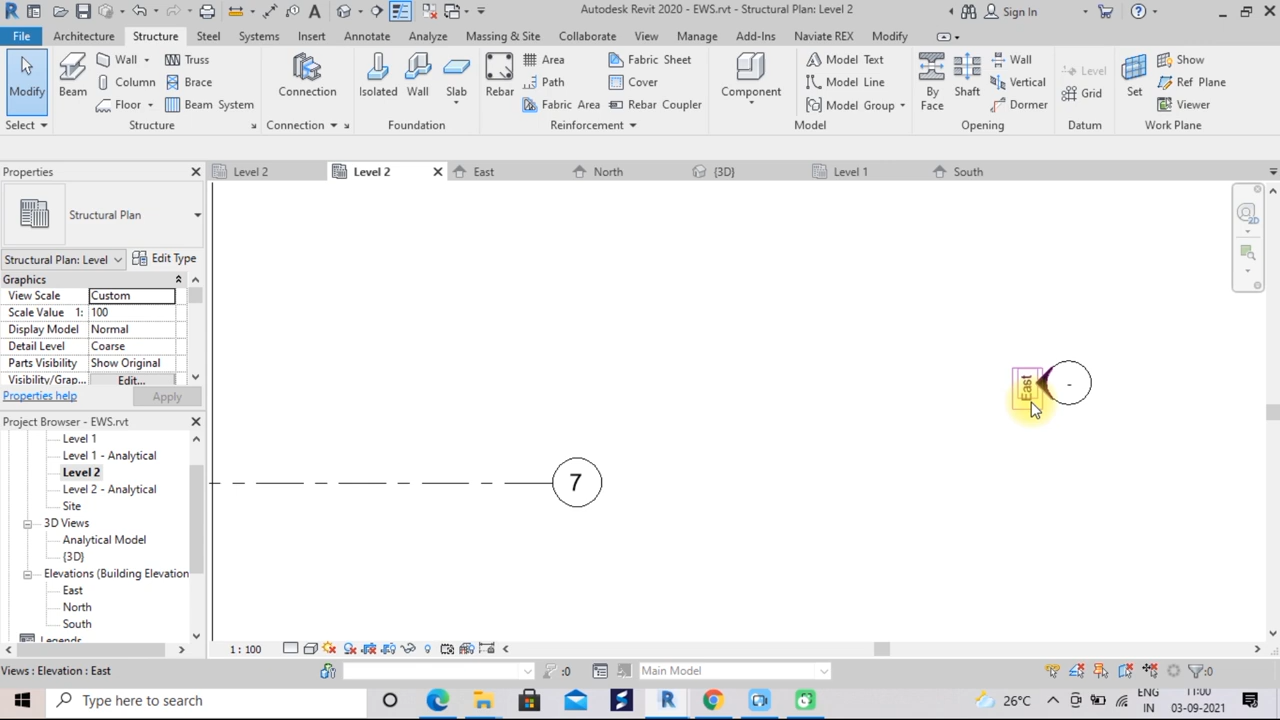 Autodesk Revit 2020 - EWS.rvt - Structural Plan: Level 2
Sign In
File Architecture Structure Steel Systems Insert Annotate Analyze Massing & Site Collaborate View Manage Add-Ins Naviate REX Modify
Modify
Select
Beam
Wall
Column
Floor
Truss
Brace
Beam System
Structure
Connection
Connection
Isolated
Wall
Slab
Foundation
Rebar
Area
Path
Fabric Area
Fabric Sheet
Cover
Rebar Coupler
Reinforcement
Component
Model Text
Model Line
Model Group
Model
By Face
Shaft
Wall
Vertical
Dormer
Opening
Level
Grid
Datum
Set
Show
Ref Plane
Viewer
Work Plane
Properties
Level 2
Level 2
East
North
{3D}
Level 1
South
Structural Plan
Structural Plan: Level
Edit Type
Graphics
View Scale Custom
Scale Value 1: 100
Display Model Normal
Detail Level Coarse
Parts Visibility Show Original
Visibility/Grap... Edit...
Properties help
Apply
Project Browser - EWS.rvt
Level 1
Level 1 - Analytical
Level 2
Level 2 - Analytical
Site
3D Views
Analytical Model
{3D}
Elevations (Building Elevation
East
North
South
Legends
2D
East
-
7
1 : 100
Views : Elevation : East
:0
Main Model
:0
Type here to search
26°C
ENG
IN
11:00
03-09-2021